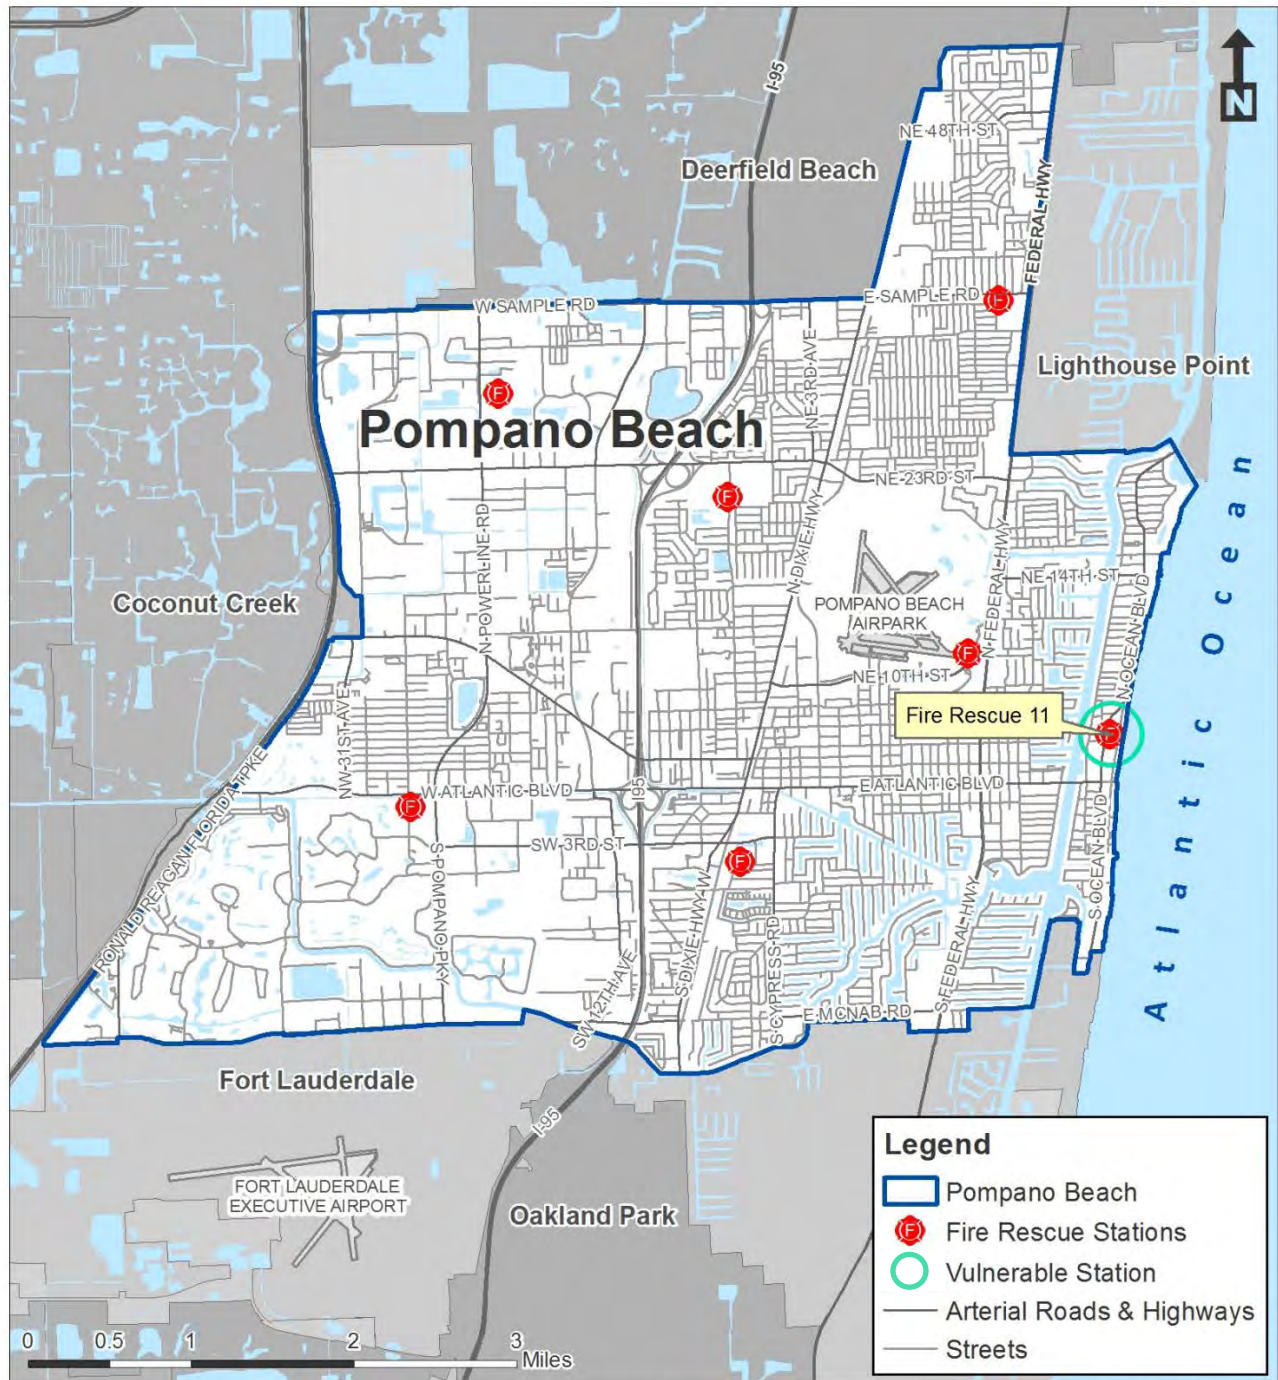 I-95
N
NE 48TH ST
Deerfield Beach
FEDERAL HWY
W SAMPLE RD
E SAMPLE RD
F
Lighthouse Point
NE 3RD AVE
F
Pompano Beach
NE 23RD ST
F
N POWERLINE RD
N DIXIE HWY
N FEDERAL HWY
NE 14TH ST
Coconut Creek
POMPANO BEACH
AIRPARK
N OCEAN BLVD
F
NE 10TH ST
Fire Rescue 11
NW 31ST AVE
RONALD REAGAN FLORIDA TPKE
W ATLANTIC BLVD
I95
E ATLANTIC BLVD
F
SW 3RD ST
F
S POMPANO PKY
S DIXIE HWY W
S CYPRESS RD
S FEDERAL HWY
S OCEAN BLVD
Atlantic Ocean
SW 12TH AVE
E MCNAB RD
Fort Lauderdale
I-95
FORT LAUDERDALE
EXECUTIVE AIRPORT
Oakland Park
Legend
Pompano Beach
F
Fire Rescue Stations
Vulnerable Station
Arterial Roads & Highways
Streets
0 0.5 1 2 3
Miles